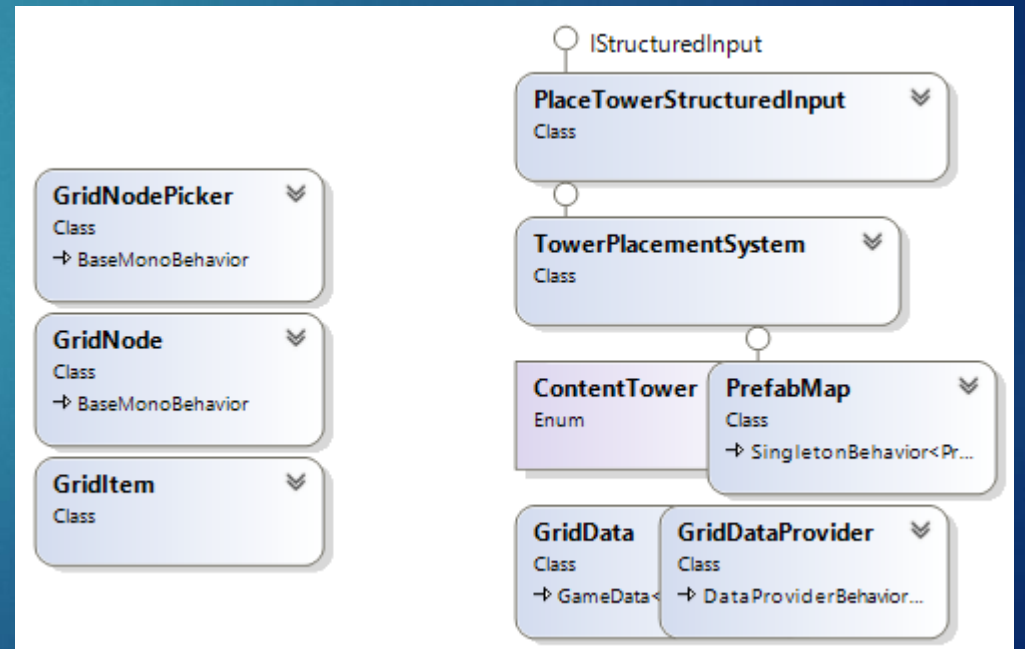 IStructuredInput
PlaceTowerStructuredInput
Class
GridNodePicker
Class
BaseMonoBehavior
TowerPlacementSystem
Class
GridNode
Class
BaseMonoBehavior
ContentTower
Enum
PrefabMap
Class
SingletonBehavior<Pr...
GridItem
Class
GridData
Class
GameData<
GridDataProvider
Class
DataProviderBehavior...